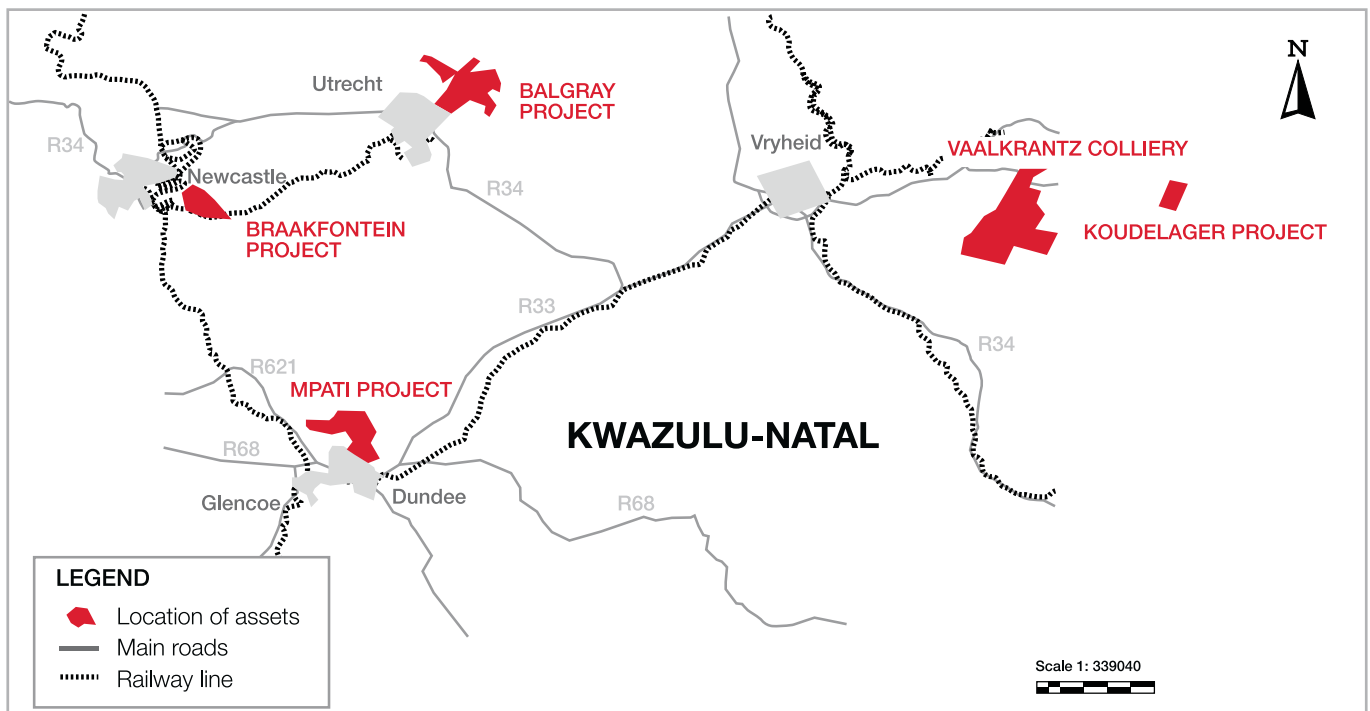 N
Utrecht
BALGRAY
PROJECT
R34
Newcastle
BRAAKFONTEIN
PROJECT
R34
Vryheid
VAALKRANTZ COLLIERY
KOUDELAGER PROJECT
R33
R34
R621
MPATI PROJECT
R68
Glencoe
Dundee
KWAZULU-NATAL
R68
LEGEND
Location of assets
Main roads
Railway line
Scale 1: 339040